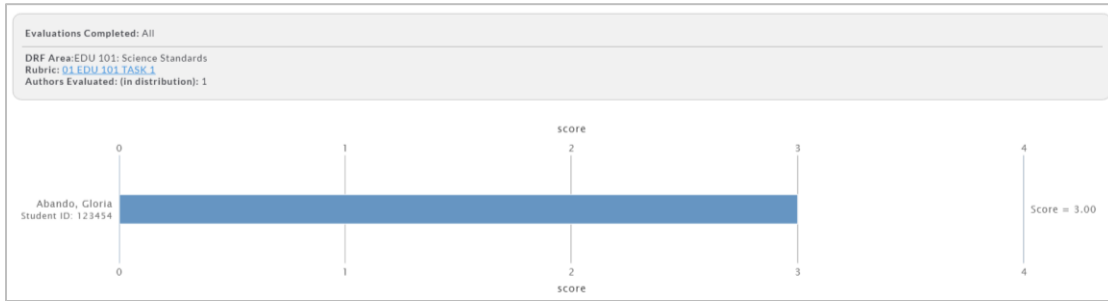 Evaluations Completed: All
DRF Area:EDU 101: Science Standards
Rubric: 01 EDU 101 TASK 1
Authors Evaluated: (in distribution): 1
score
0 1 2 3 4
Abando, Gloria
Student ID: 123454
Score = 3.00
0 1 2 3 4
score